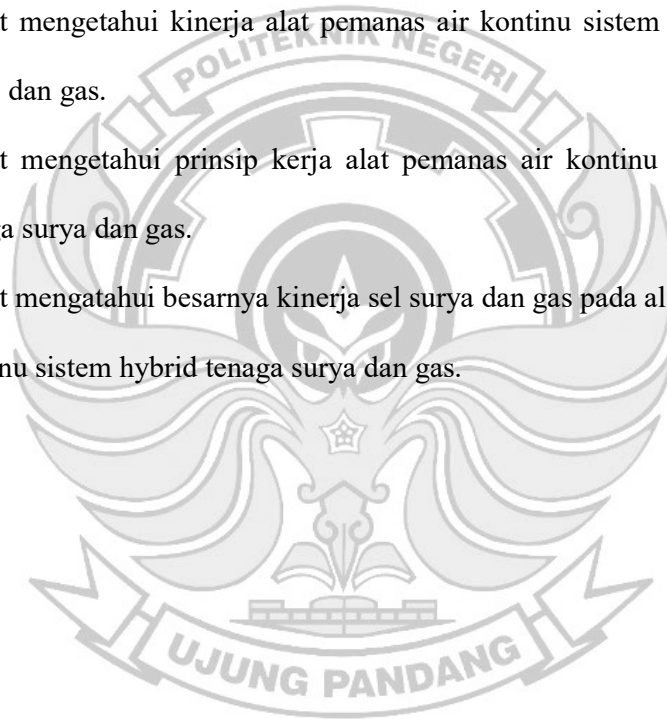 t mengetahui kinerja alat pemanas air kontinu sistem
dan gas.
t mengetahui prinsip kerja alat pemanas air kontinu
ga surya dan gas.
t mengatahui besarnya kinerja sel surya dan gas pada al
nu sistem hybrid tenaga surya dan gas.
POLITEKNIK NEGERI
UJUNG PANDANG